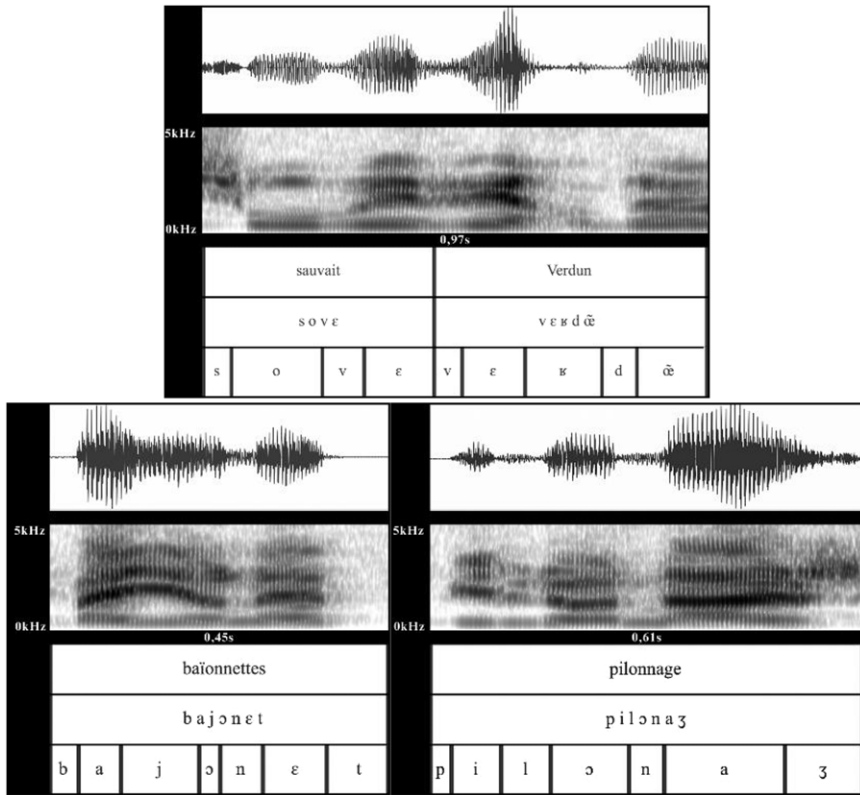 5kHz
0kHz
0,97s
sauvait Verdun
s o v ɛ v ɛ ʁ d œ̃
s o v ɛ v ɛ ʁ d œ̃
5kHz
0kHz
0,45s
baïonnettes
b a j ɔ n ɛ t
b a j ɔ n ɛ t
5kHz
0kHz
0,61s
pilonnage
p i l ɔ n a ʒ
p i l ɔ n a ʒ